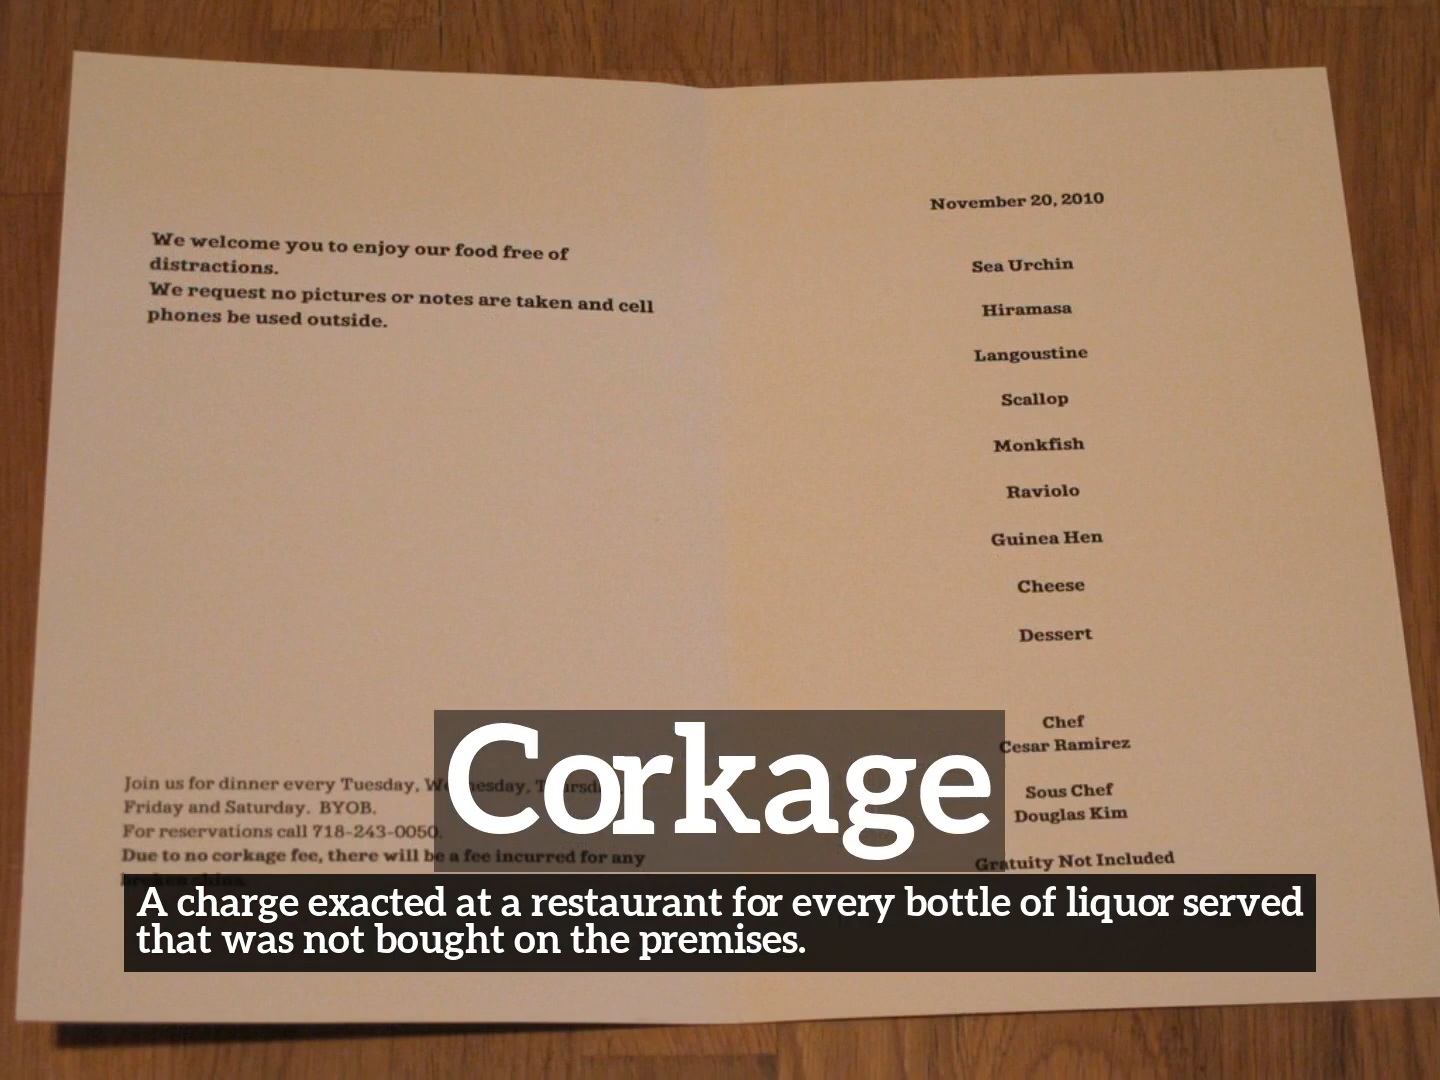 We welcome you to enjoy our food free of
distractions.
We request no pictures or notes are taken and cell
phones be used outside.
Join us for dinner every Tuesday,
Friday and Saturday. BYOB.
For reservations call 718-243-0050.
Due to no corkage fee, there will be a fee incurred for any
November 20, 2010
Sea Urchin
Hiramasa
Langoustine
Scallop
Monkfish
Raviolo
Guinea Hen
Cheese
Dessert
Chef
Cesar Ramirez
Sous Chef
Douglas Kim
Gratuity Not Included
Corkage
A charge exacted at a restaurant for every bottle of liquor served
that was not bought on the premises.